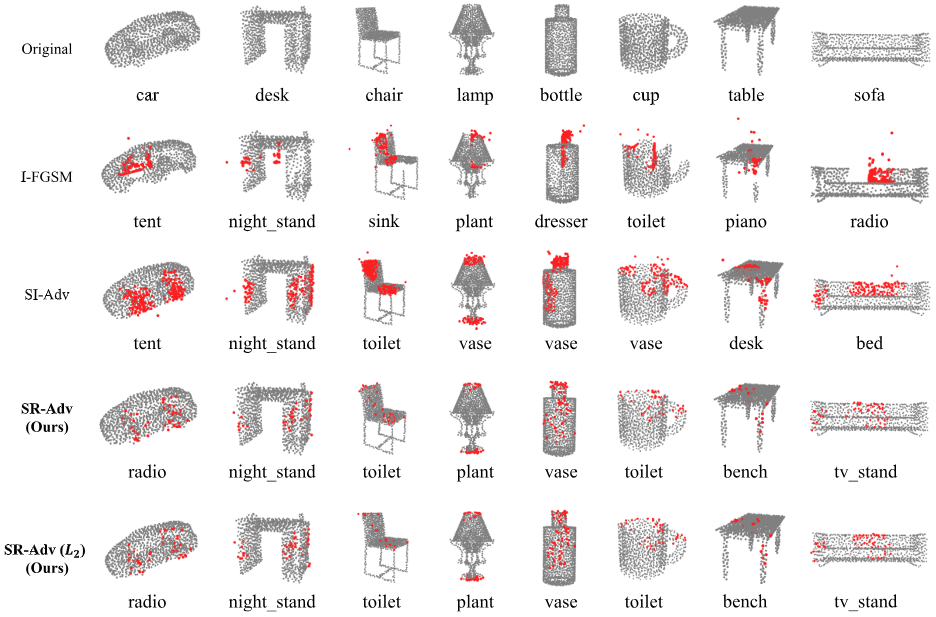 Original
car desk chair lamp bottle cup table sofa
I-FGSM
tent night_stand sink plant dresser toilet piano radio
SI-Adv
tent night_stand toilet vase vase vase desk bed
SR-Adv
(Ours)
radio night_stand toilet plant vase toilet bench tv_stand
SR-Adv (L₂)
(Ours)
radio night_stand toilet plant vase toilet bench tv_stand